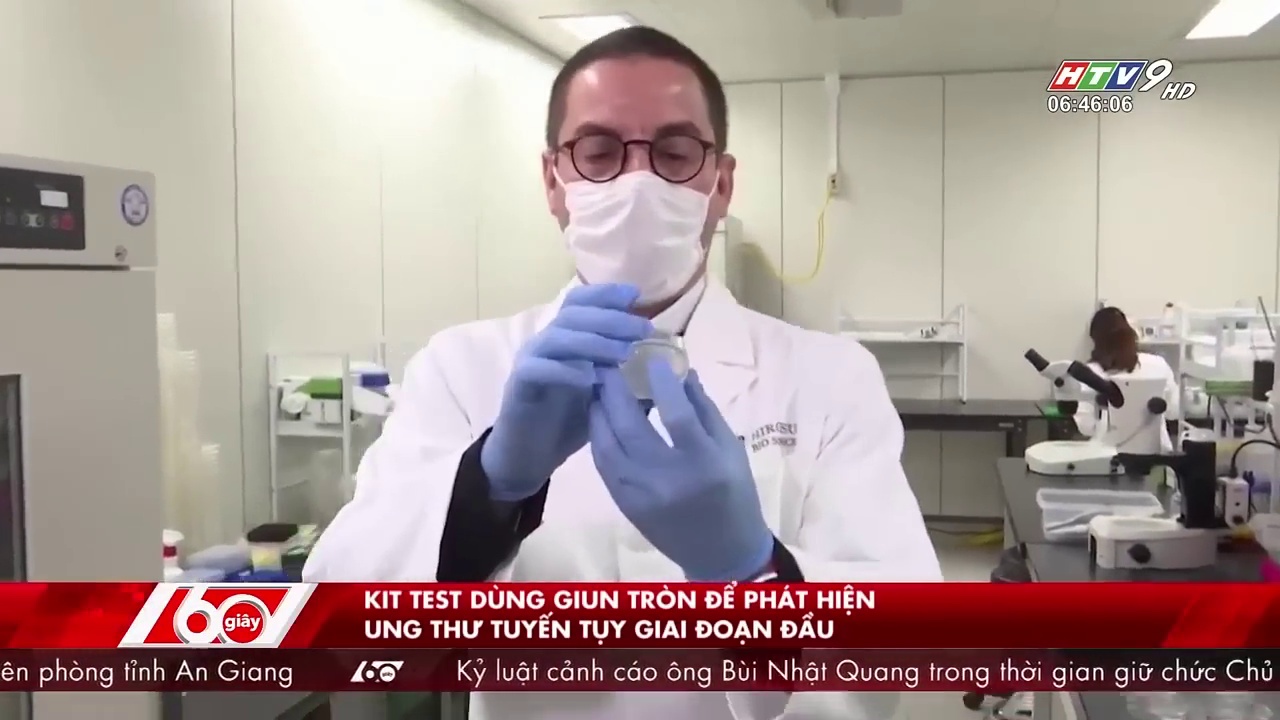 HTV9 HD
06:46:06
60 giây
KIT TEST DÙNG GIUN TRÒN ĐỂ PHÁT HIỆN
UNG THƯ TUYẾN TỤY GIAI ĐOẠN ĐẦU
ên phòng tỉnh An Giang 60 giây Kỷ luật cảnh cáo ông Bùi Nhật Quang trong thời gian giữ chức Chủ